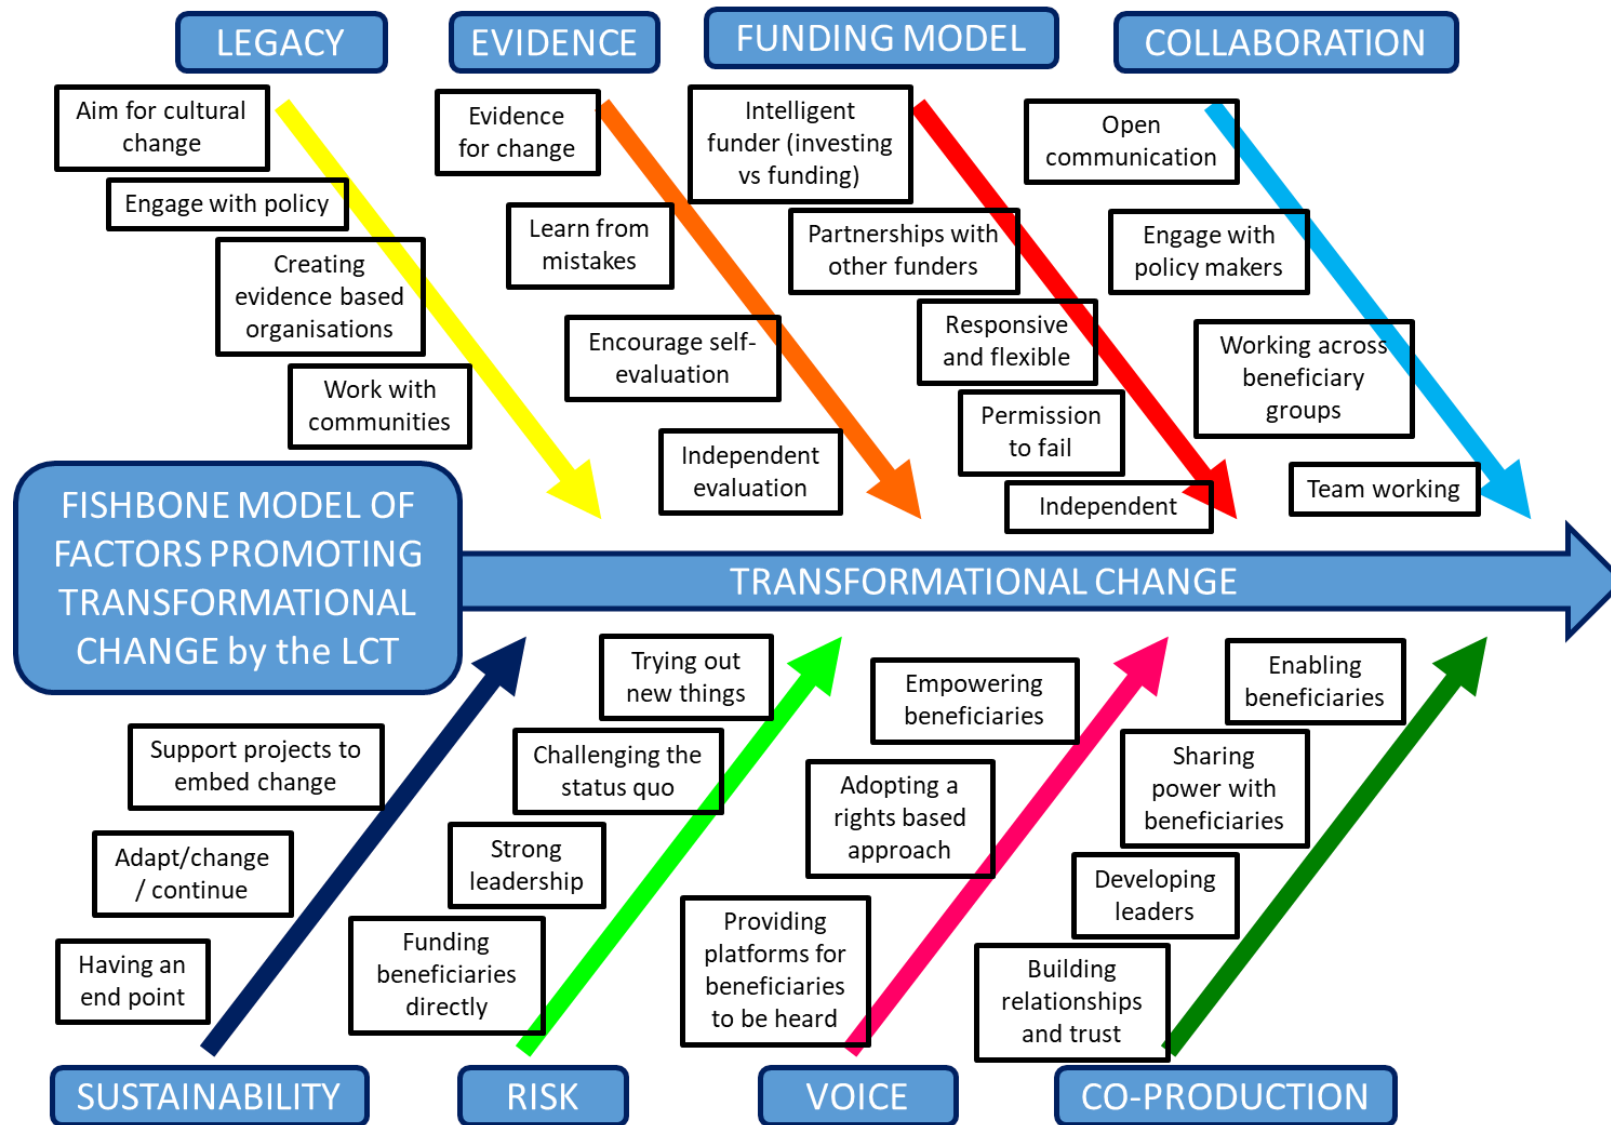 LEGACY
EVIDENCE
FUNDING MODEL
COLLABORATION
Aim for cultural
change
Engage with policy
Creating
evidence based
organisations
Work with
communities
Evidence
for change
Learn from
mistakes
Encourage self-
evaluation
Independent
evaluation
Intelligent
funder (investing
vs funding)
Partnerships with
other funders
Responsive
and flexible
Permission
to fail
Independent
Open
communication
Engage with
policy makers
Working across
beneficiary
groups
Team working
FISHBONE MODEL OF
FACTORS PROMOTING
TRANSFORMATIONAL
CHANGE by the LCT
TRANSFORMATIONAL CHANGE
Support projects to
embed change
Adapt/change
/ continue
Having an
end point
Trying out
new things
Challenging the
status quo
Strong
leadership
Funding
beneficiaries
directly
Empowering
beneficiaries
Adopting a
rights based
approach
Providing
platforms for
beneficiaries
to be heard
Enabling
beneficiaries
Sharing
power with
beneficiaries
Developing
leaders
Building
relationships
and trust
SUSTAINABILITY
RISK
VOICE
CO-PRODUCTION